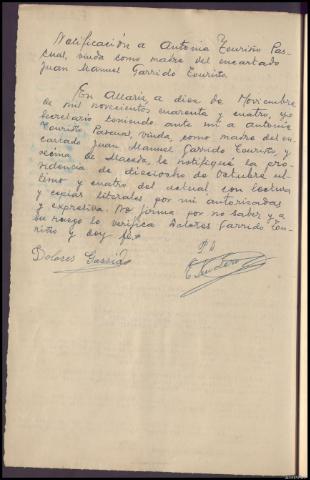 Notificación a Antonia Touriño Pas-
cual, viuda como madre del encartado
Juan Manuel Garrido Touriño.
En Allariz a diez de Noviembre
de mil novecientos cuarenta y cuatro, yo
Secretario teniendo ante mi a Antonia
Touriño Pascual, viuda, como madre del en-
cartado Juan Manuel Garrido Touriño, y
vecina de Maceda, le notifiqué la pro-
videncia de dieciocho de Octubre ul-
timo y cuatro del actual con lectura
y copias literales por mi autorizadas
y expresiva. No firma por no saber y a
su ruego lo verifica Dolores Garrido Tou-
riño y doy fe=
Dolores Garrido